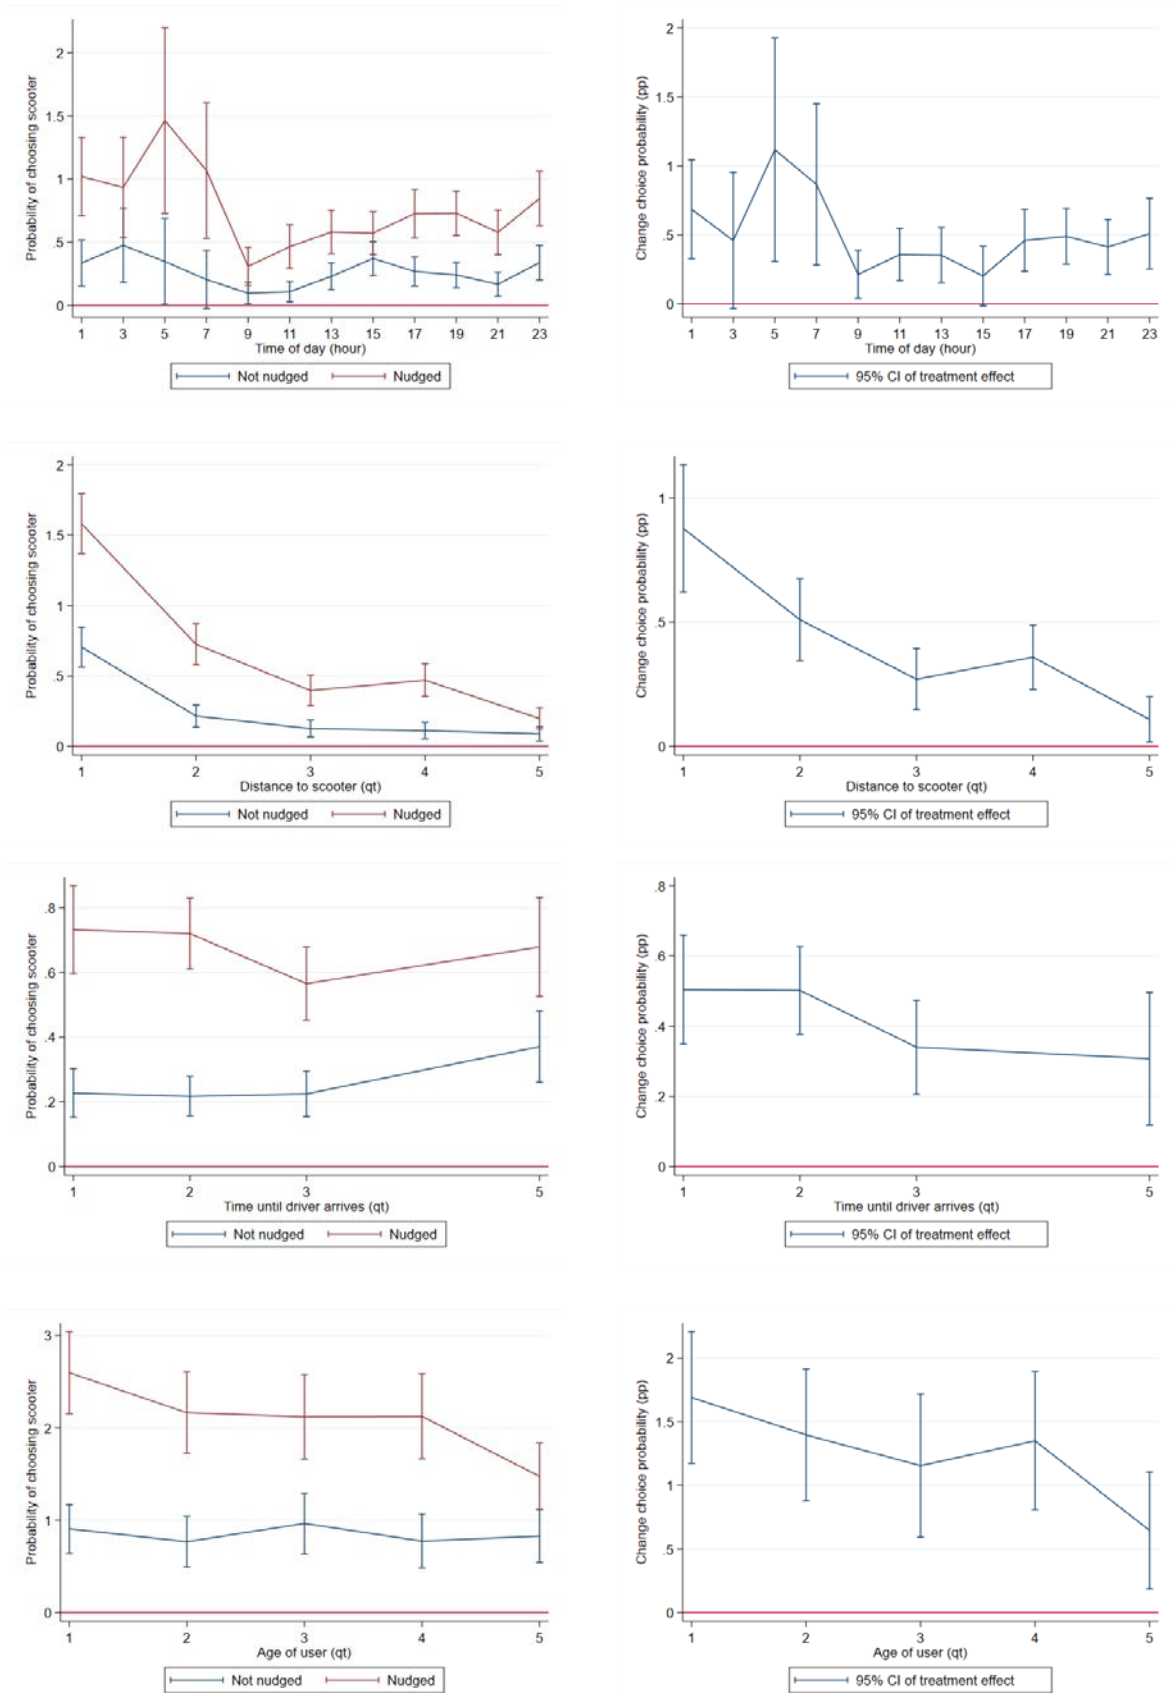 Probability of choosing scooter
2
1.5
1
.5
0
1 3 5 7 9 11 13 15 17 19 21 23
Time of day (hour)
Not nudged Nudged
Change choice probability (pp)
2
1.5
1
.5
0
1 3 5 7 9 11 13 15 17 19 21 23
Time of day (hour)
95% CI of treatment effect
Probability of choosing scooter
2
1.5
1
.5
0
1 2 3 4 5
Distance to scooter (qt)
Not nudged Nudged
Change choice probability (pp)
1
.5
0
1 2 3 4 5
Distance to scooter (qt)
95% CI of treatment effect
Probability of choosing scooter
.8
.6
.4
.2
0
1 2 3 5
Time until driver arrives (qt)
Not nudged Nudged
Change choice probability (pp)
.8
.6
.4
.2
0
1 2 3 5
Time until driver arrives (qt)
95% CI of treatment effect
Probability of choosing scooter
3
2
1
0
1 2 3 4 5
Age of user (qt)
Not nudged Nudged
Change choice probability (pp)
2
1.5
1
.5
0
1 2 3 4 5
Age of user (qt)
95% CI of treatment effect